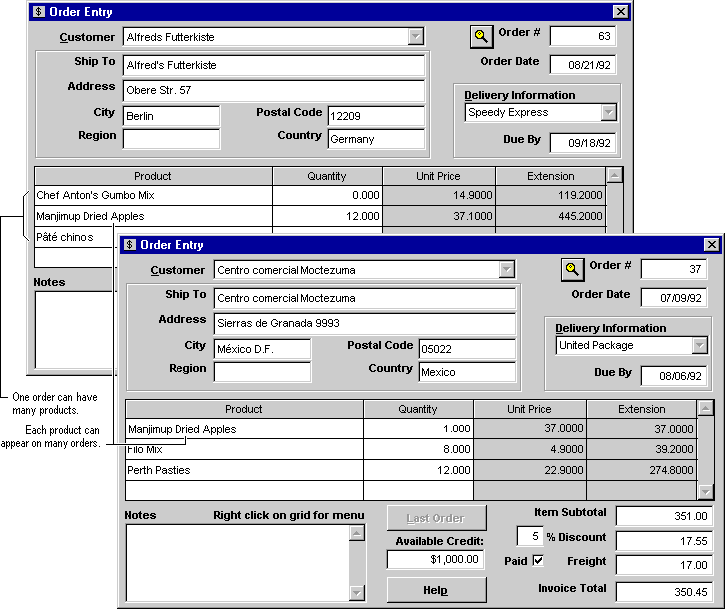 $ Order Entry
Customer Alfreds Futterkiste
Order # 63
Ship To Alfred's Futterkiste
Order Date 08/21/92
Address Obere Str. 57
Delivery Information
City Berlin Postal Code 12209
Speedy Express
Region Country Germany
Due By 09/18/92
Product Quantity Unit Price Extension
Chef Anton's Gumbo Mix 0.000 14.9000 119.2000
Manjimup Dried Apples 12.000 37.1000 445.2000
Pâté chinos
Notes
One order can have
many products.
Each product can
appear on many orders.
$ Order Entry
Customer Centro comercial Moctezuma
Order # 37
Ship To Centro comercial Moctezuma
Order Date 07/09/92
Address Sierras de Granada 9993
Delivery Information
City México D.F. Postal Code 05022
United Package
Region Country Mexico
Due By 08/06/92
Product Quantity Unit Price Extension
Manjimup Dried Apples 1.000 37.0000 37.0000
Filo Mix 8.000 4.9000 39.2000
Perth Pasties 12.000 22.9000 274.8000
Notes Right click on grid for menu
Last Order
Item Subtotal 351.00
Available Credit:
5 % Discount 17.55
$1,000.00
Paid Freight 17.00
Help
Invoice Total 350.45